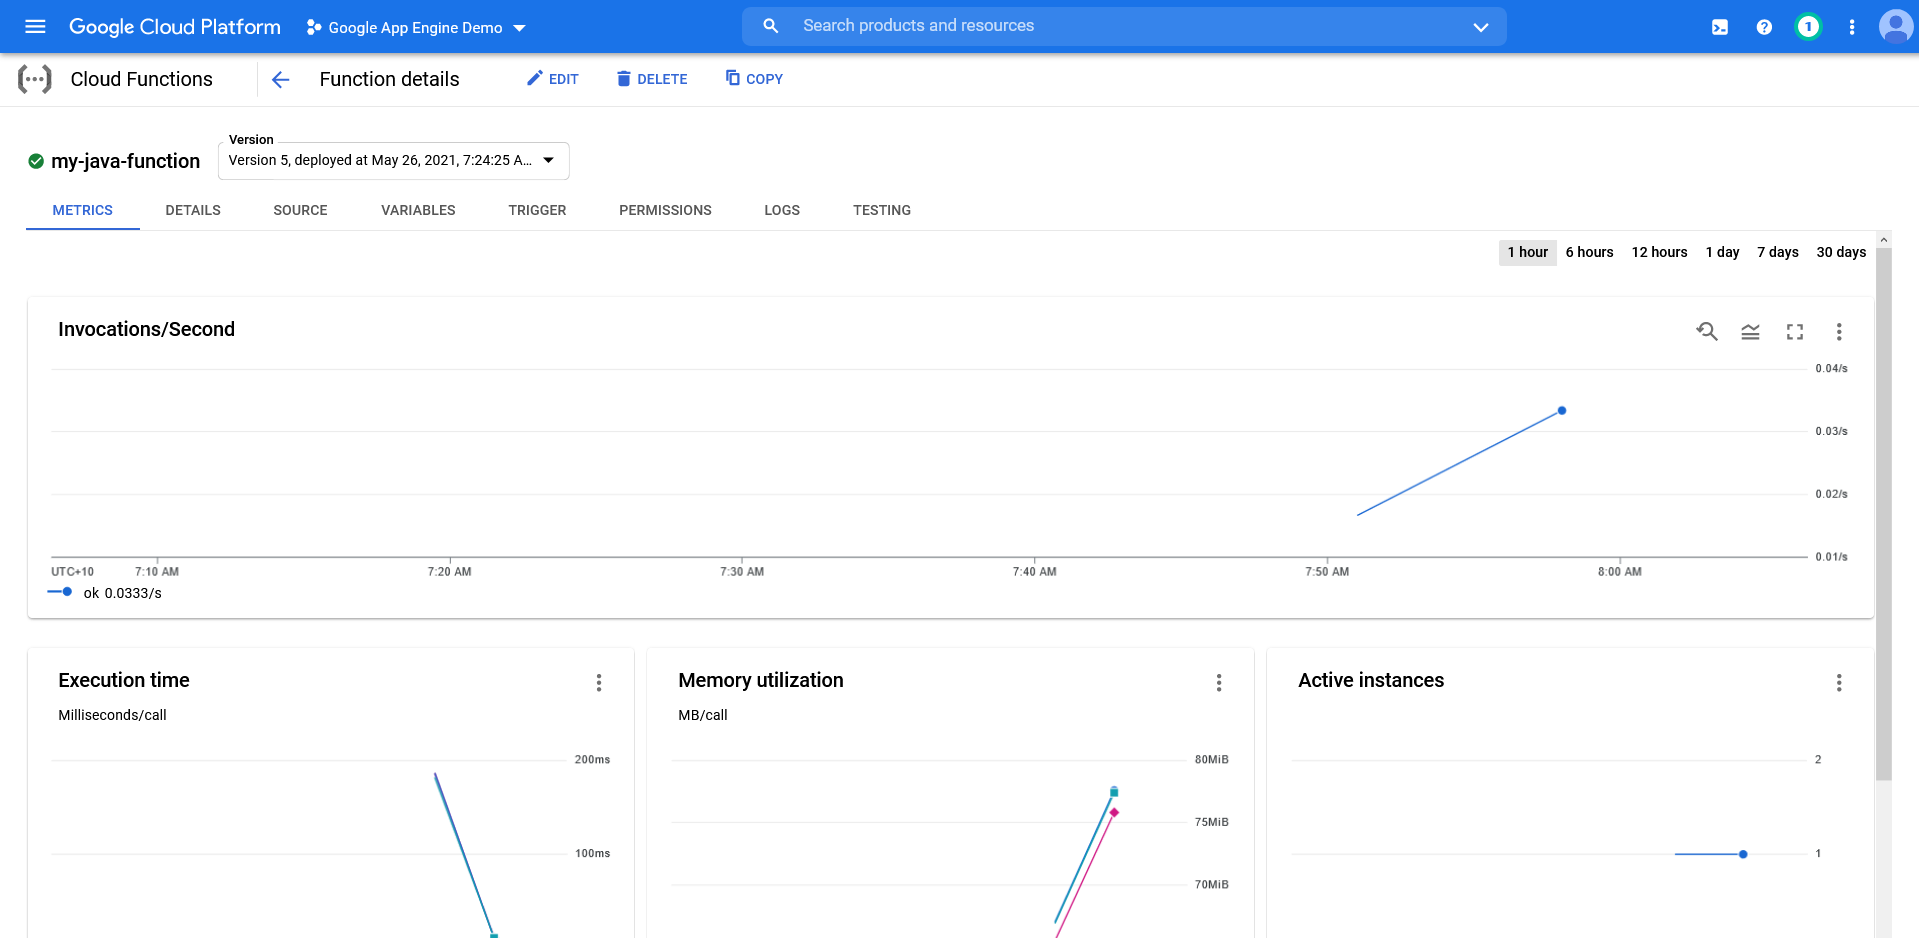 Google Cloud Platform
Google App Engine Demo
Search products and resources
1
Cloud Functions
Function details
EDIT
DELETE
COPY
my-java-function
Version
Version 5, deployed at May 26, 2021, 7:24:25 A...
METRICS DETAILS SOURCE VARIABLES TRIGGER PERMISSIONS LOGS TESTING
1 hour 6 hours 12 hours 1 day 7 days 30 days
Invocations/Second
0.04/s
0.03/s
0.02/s
0.01/s
UTC+10 7:10 AM 7:20 AM 7:30 AM 7:40 AM 7:50 AM 8:00 AM
ok 0.0333/s
Execution time
Milliseconds/call
200ms
100ms
Memory utilization
MB/call
80MiB
75MiB
70MiB
Active instances
2
1